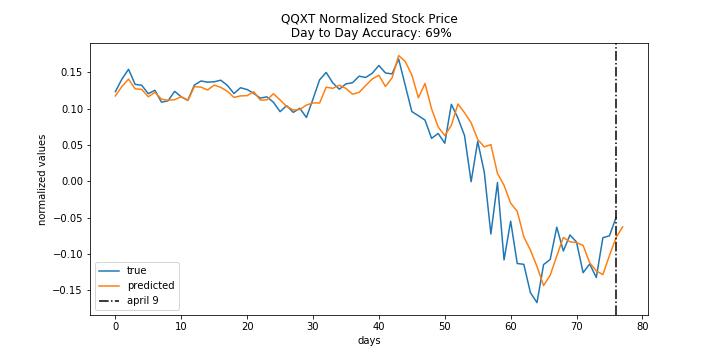 QQXT Normalized Stock Price
Day to Day Accuracy: 69%
normalized values
0.15
0.10
0.05
0.00
−0.05
−0.10
−0.15
true
predicted
april 9
0 10 20 30 40 50 60 70 80
days